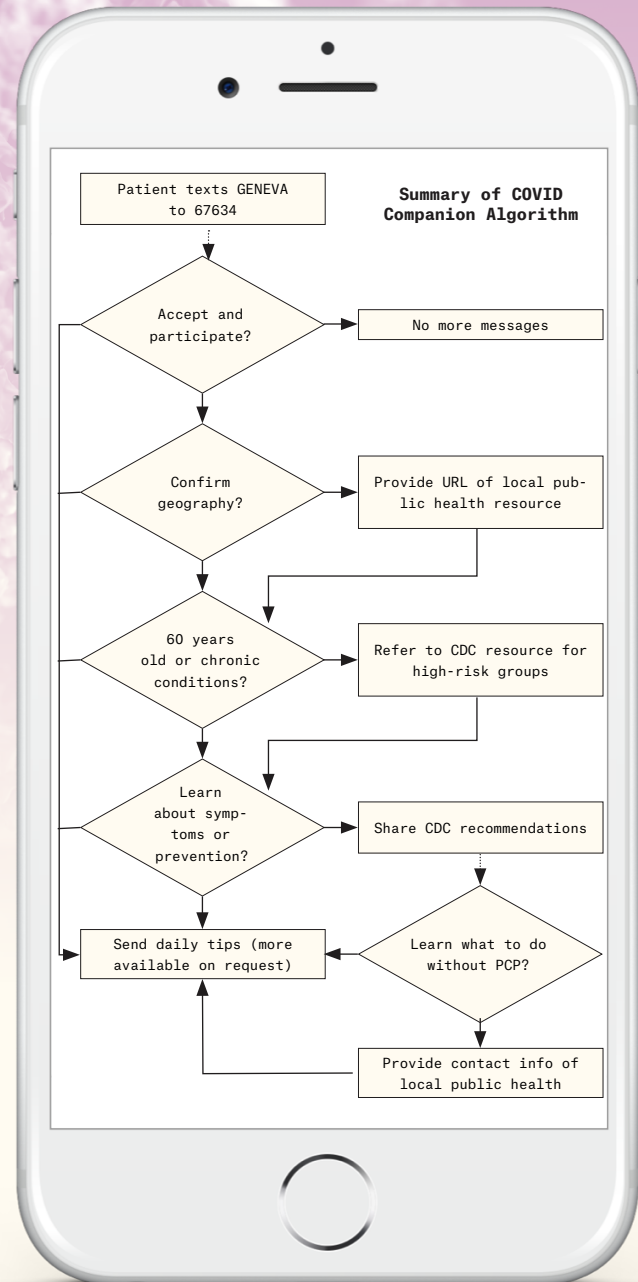 Patient texts GENEVA
to 67634
Summary of COVID
Companion Algorithm
Accept and
participate?
No more messages
Confirm
geography?
Provide URL of local pub-
lic health resource
60 years
old or chronic
conditions?
Refer to CDC resource for
high-risk groups
Learn
about symp-
toms or
prevention?
Share CDC recommendations
Send daily tips (more
available on request)
Learn what to do
without PCP?
Provide contact info of
local public health